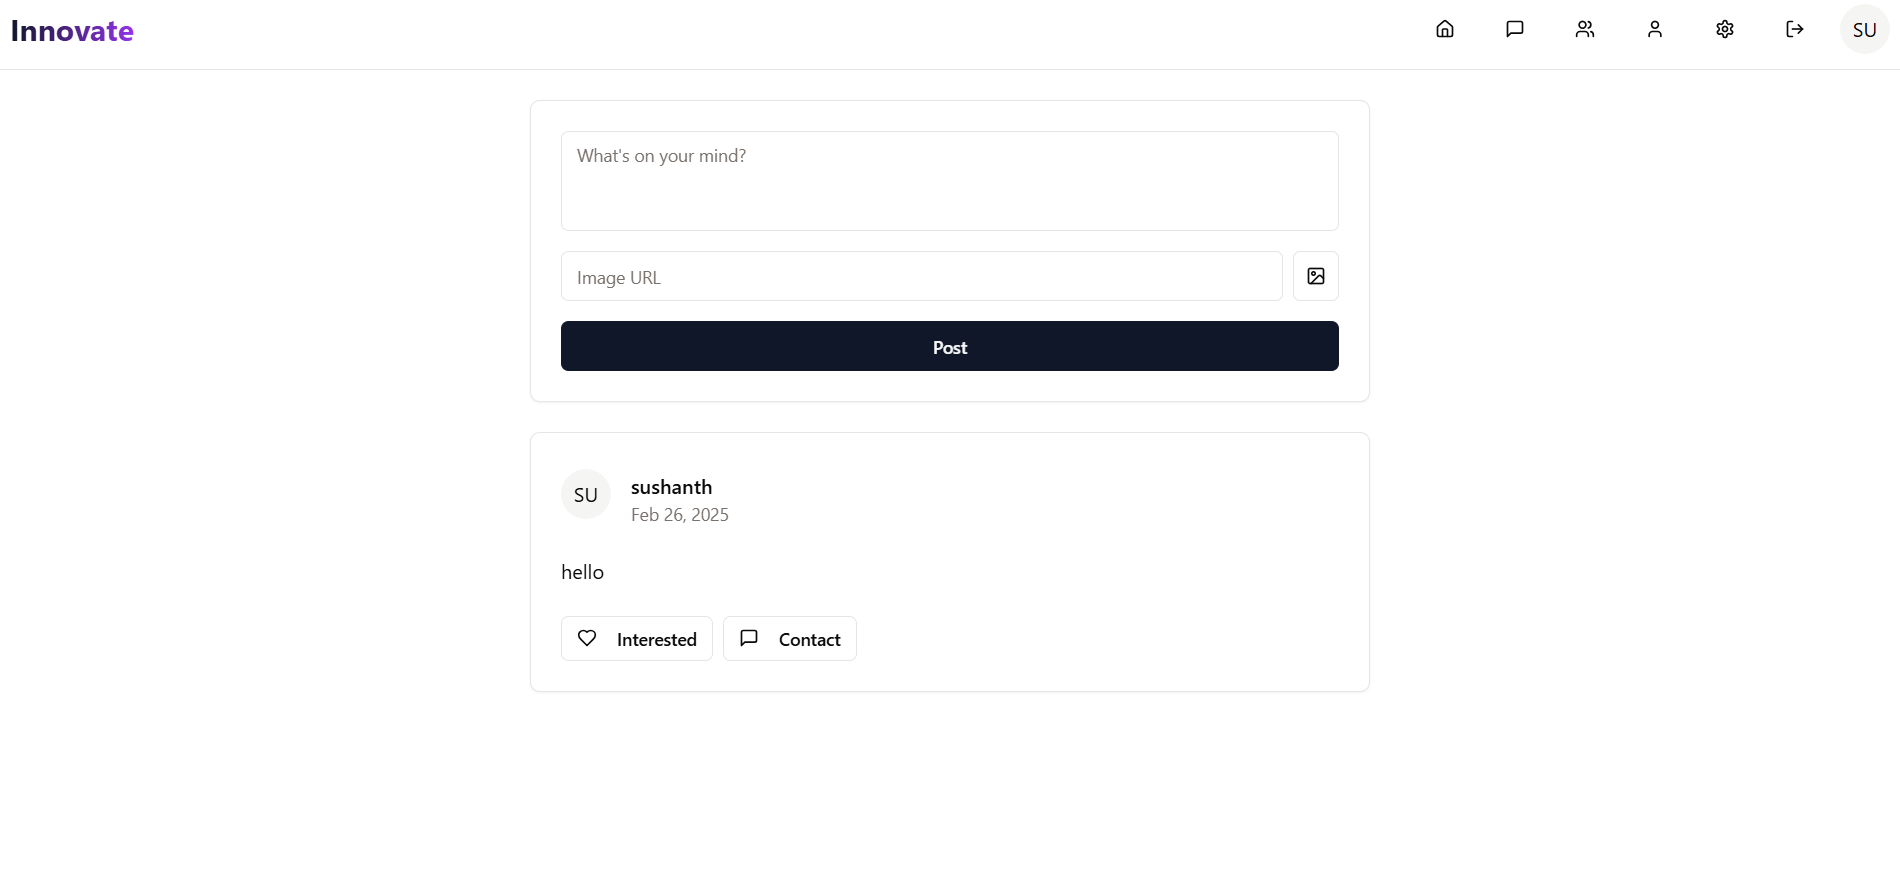 Innovate
SU
What's on your mind?
Image URL
Post
SU
sushanth
Feb 26, 2025
hello
Interested
Contact